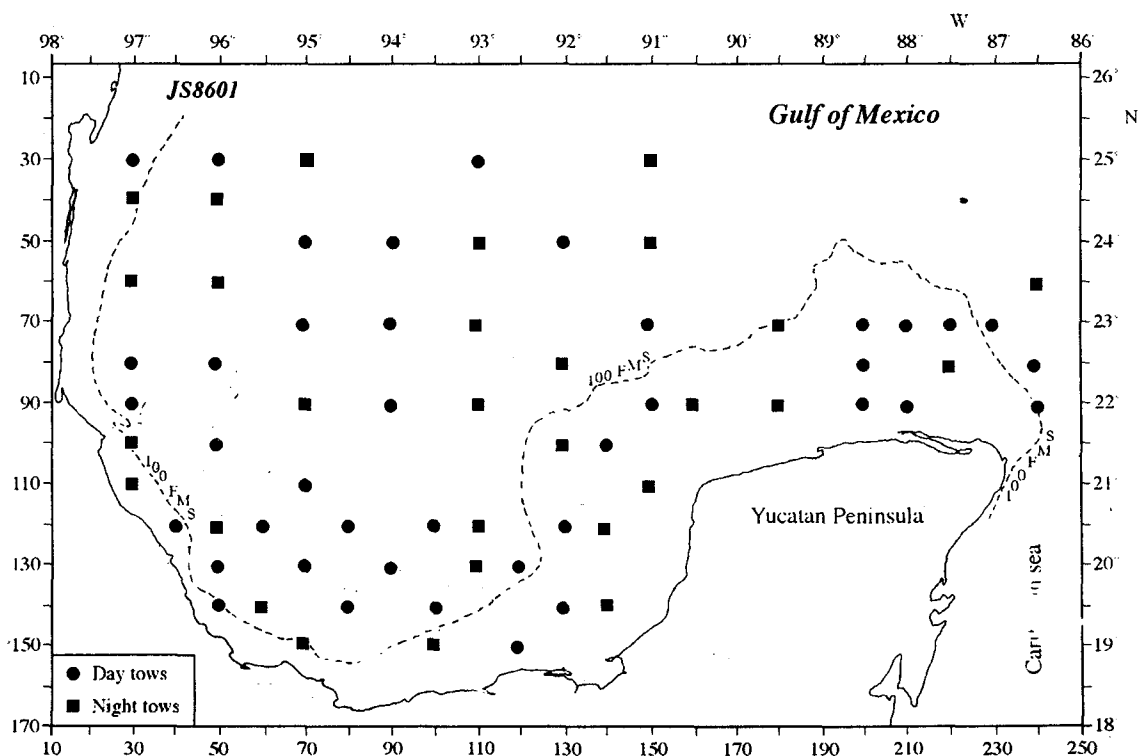 W
98° 97° 96° 95° 94° 93° 92° 91° 90° 89° 88° 87° 86
10 26°
JS8601
Gulf of Mexico
N
30 25°
50 24°
70 23°
100 FMS
90 22°
100 FMS
100 FMS
110 21°
Yucatan Peninsula
130 20°
sea
150 19
Day tows
Night tows
170 18
10 30 50 70 90 110 130 150 170 190 210 230 250